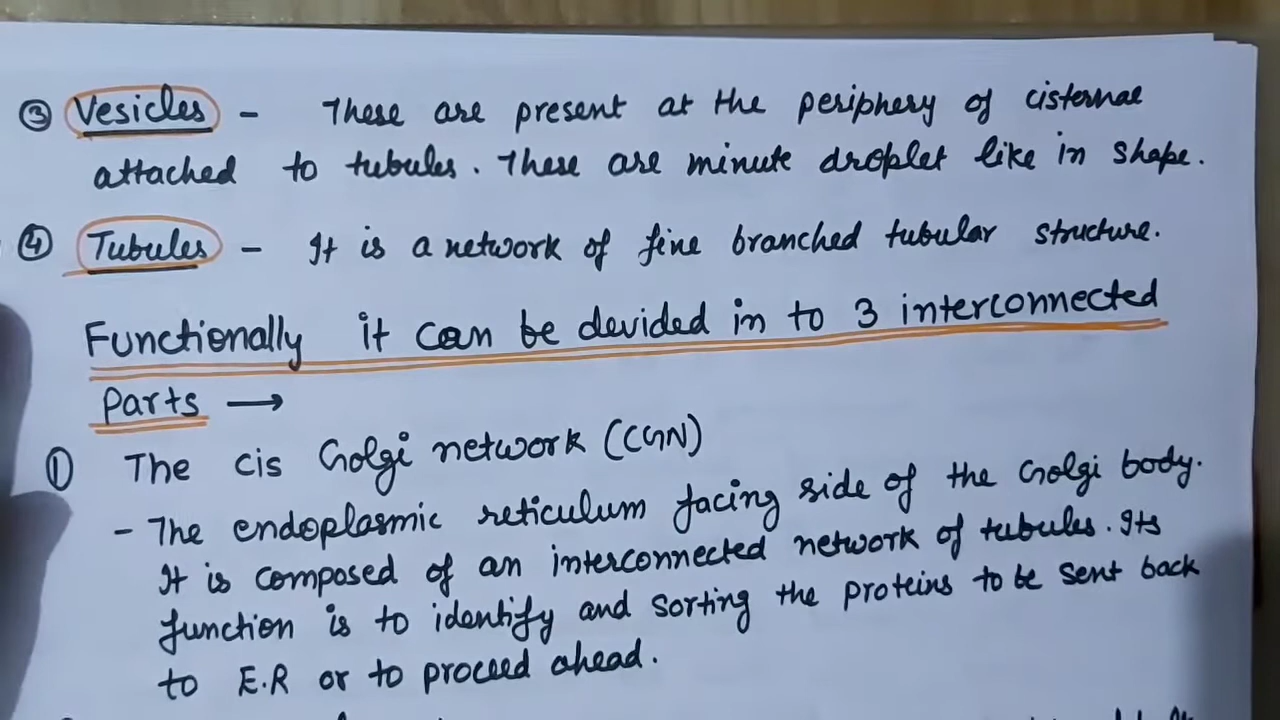 ③ Vesicles - These are present at the periphery of cisternae
attached to tubules. These are minute droplet like in shape.
④ Tubules - It is a network of fine branched tubular structure.
Functionally it can be devided in to 3 interconnected
Parts →
① The cis Golgi network (CGN)
- The endoplasmic reticulum facing side of the Golgi body.
It is composed of an interconnected network of tubules. Its
function is to identify and sorting the proteins to be sent back
to E.R or to proceed ahead.